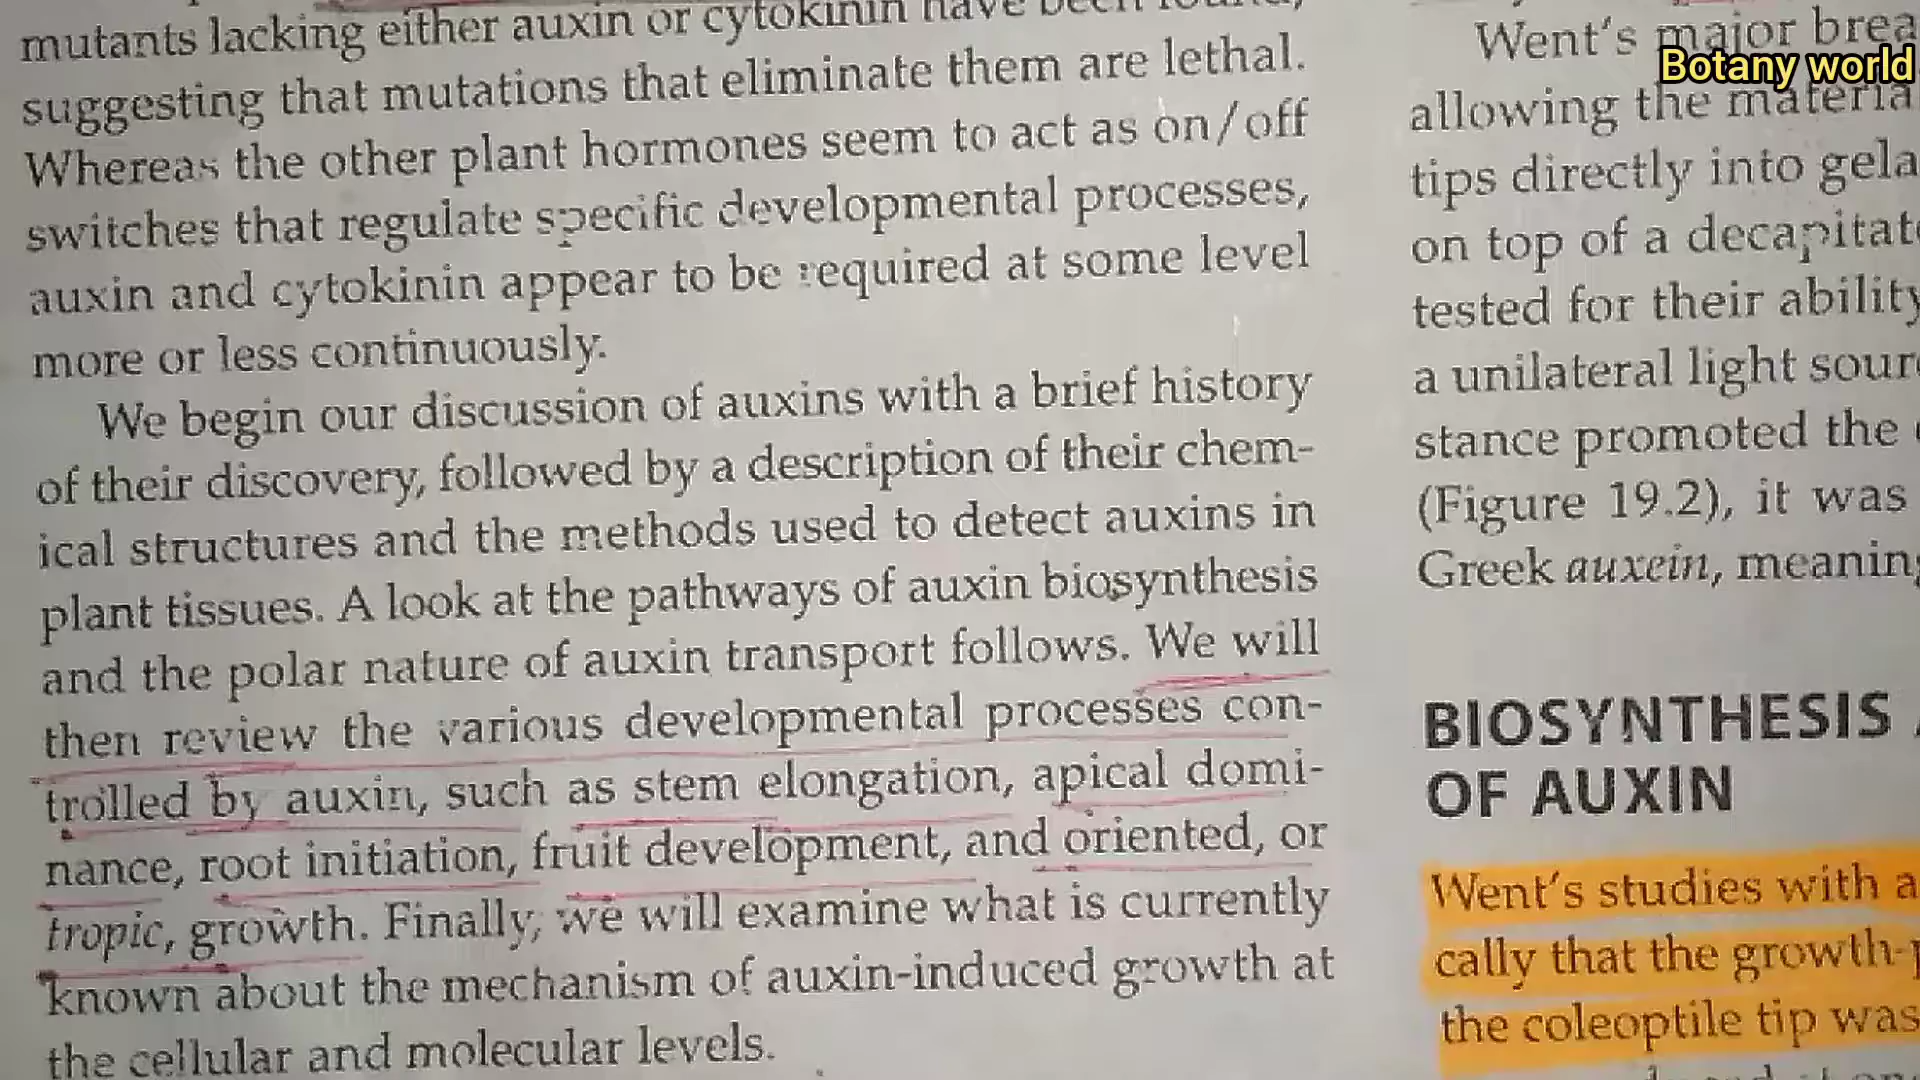 mutants lacking either auxin or cytokinin have been found,
suggesting that mutations that eliminate them are lethal.
Whereas the other plant hormones seem to act as on/off
switches that regulate specific developmental processes,
auxin and cytokinin appear to be required at some level
more or less continuously.
We begin our discussion of auxins with a brief history
of their discovery, followed by a description of their chem-
ical structures and the methods used to detect auxins in
plant tissues. A look at the pathways of auxin biosynthesis
and the polar nature of auxin transport follows. We will
then review the various developmental processes con-
trolled by auxin, such as stem elongation, apical domi-
nance, root initiation, fruit development, and oriented, or
tropic, growth. Finally, we will examine what is currently
known about the mechanism of auxin-induced growth at
the cellular and molecular levels.
Went's major brea
Botany world
allowing the materia
tips directly into gela
on top of a decapitat
tested for their ability
a unilateral light sour
stance promoted the
(Figure 19.2), it was
Greek auxein, meaning
BIOSYNTHESIS
OF AUXIN
Went's studies with a
cally that the growth-p
the coleoptile tip was